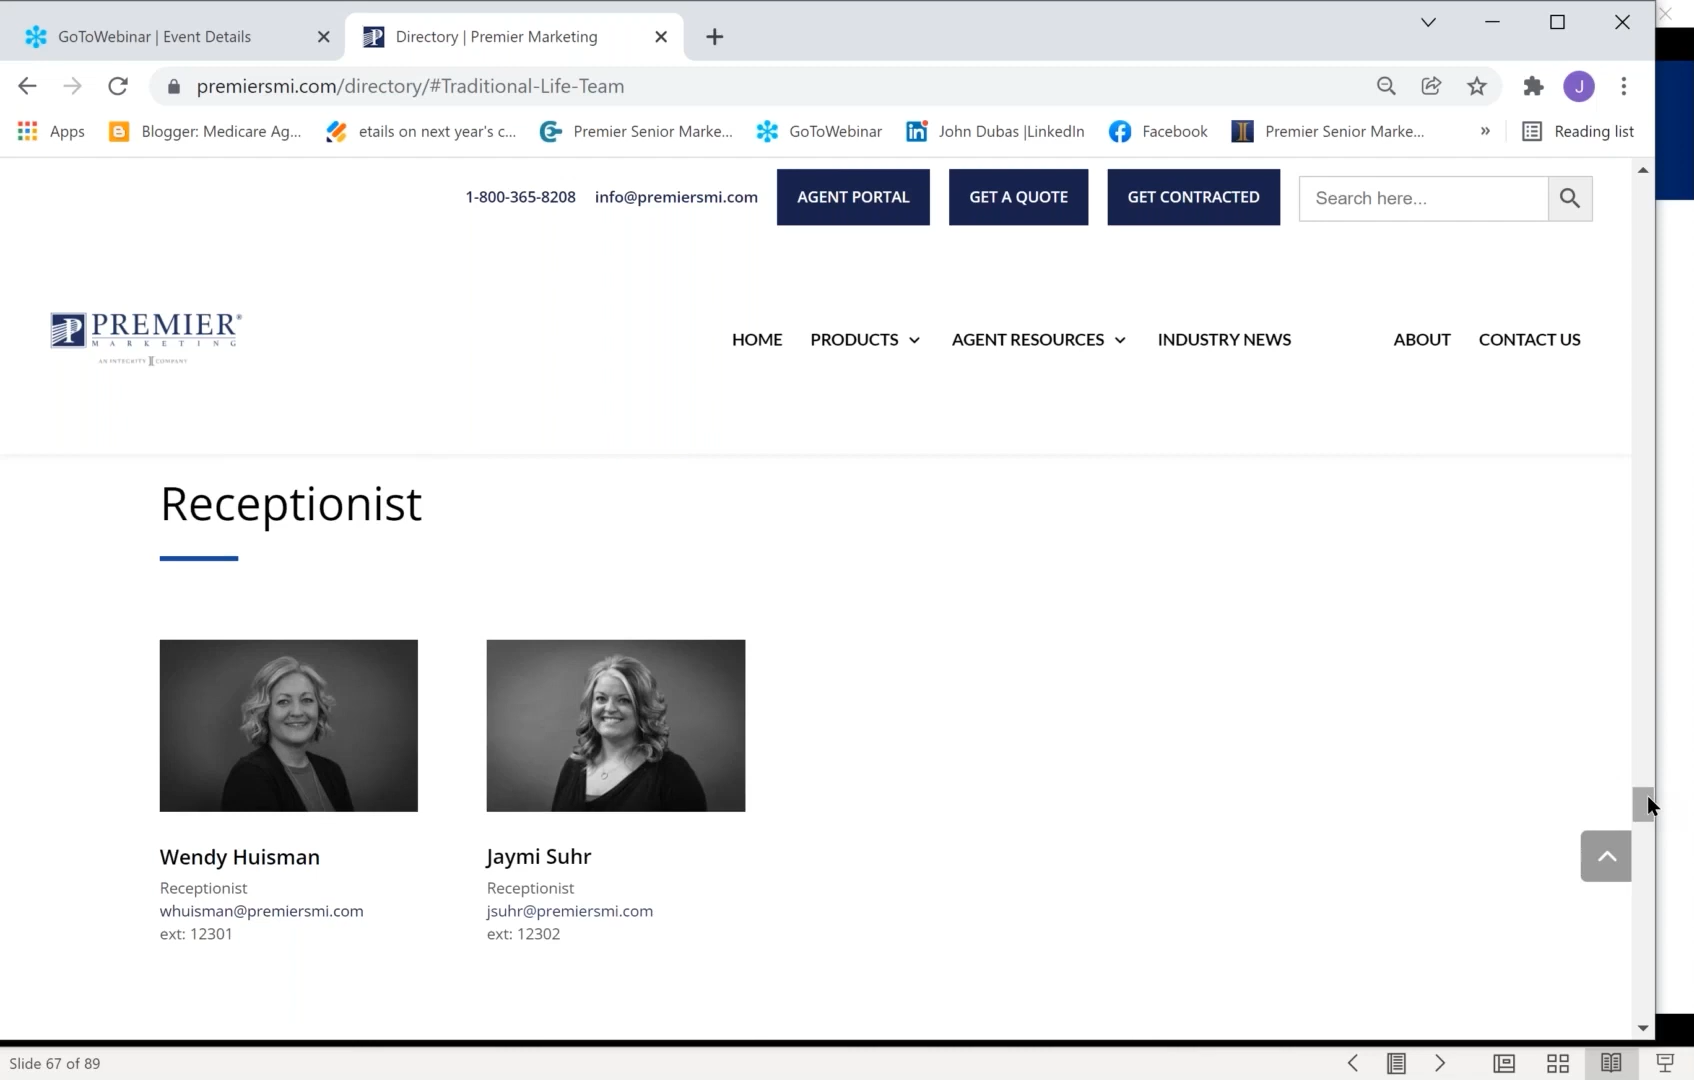 GoToWebinar | Event Details
Directory | Premier Marketing
premiersmi.com/directory/#Traditional-Life-Team
J
Apps
Blogger: Medicare Ag...
etails on next year's c...
Premier Senior Marke...
GoToWebinar
John Dubas |LinkedIn
Facebook
Premier Senior Marke...
»
Reading list
1-800-365-8208
info@premiersmi.com
AGENT PORTAL
GET A QUOTE
GET CONTRACTED
Search here...
PREMIER®
MARKETING
AN INTEGRITY COMPANY
HOME
PRODUCTS
AGENT RESOURCES
INDUSTRY NEWS
ABOUT
CONTACT US
Receptionist
Wendy Huisman
Receptionist
whuisman@premiersmi.com
ext: 12301
Jaymi Suhr
Receptionist
jsuhr@premiersmi.com
ext: 12302
Slide 67 of 89